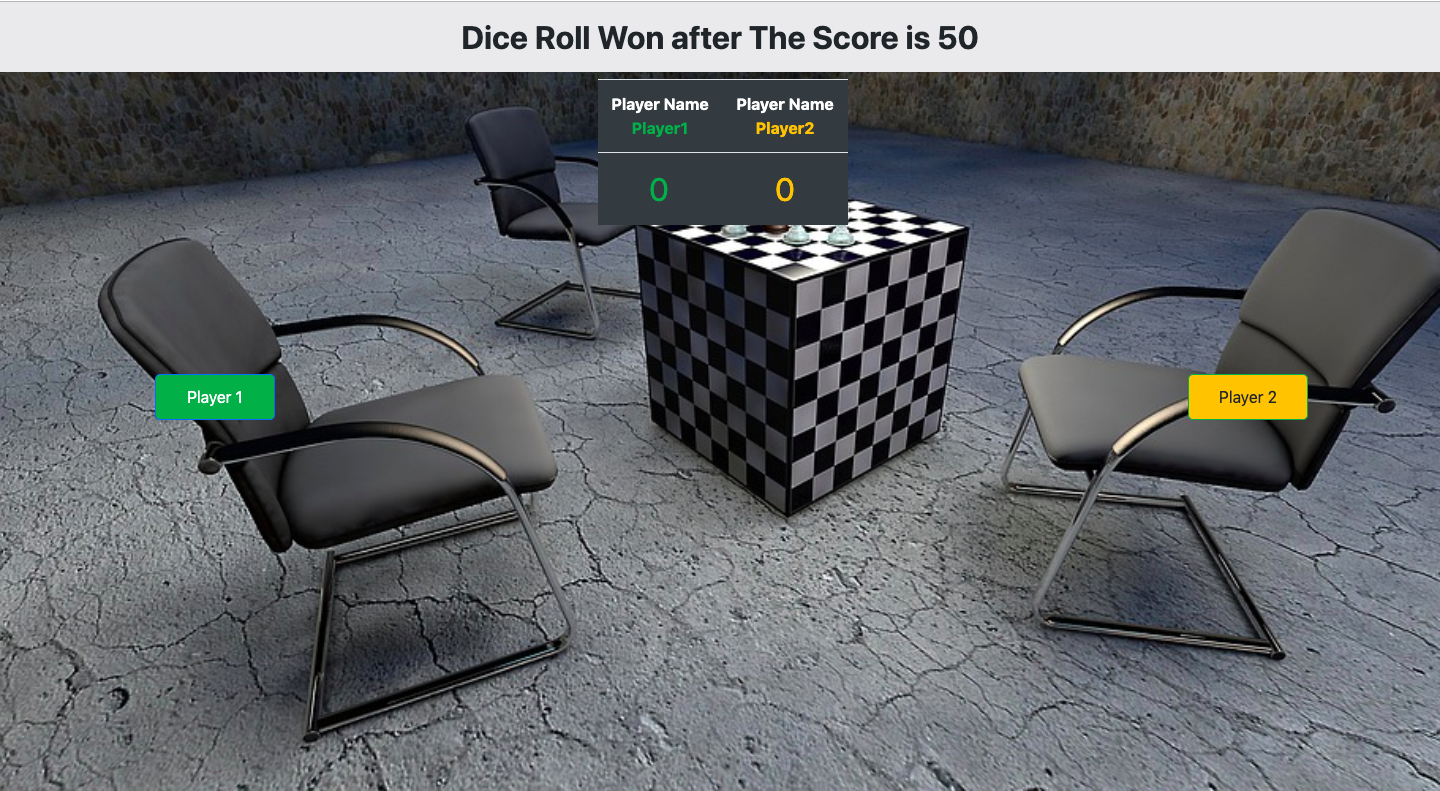 Dice Roll Won after The Score is 50
Player Name Player Name
Player1 Player2
0 0
Player 1 Player 2